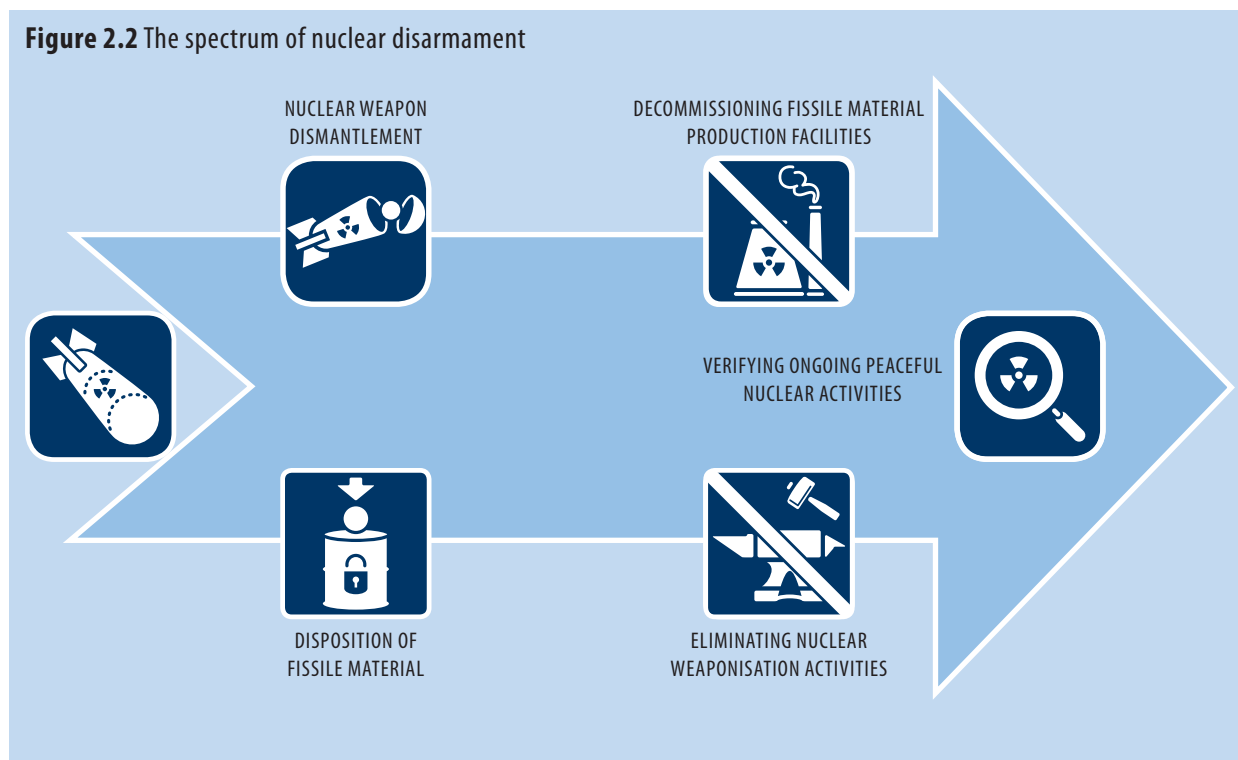 Figure 2.2 The spectrum of nuclear disarmament
NUCLEAR WEAPON
DISMANTLEMENT
DECOMMISSIONING FISSILE MATERIAL
PRODUCTION FACILITIES
VERIFYING ONGOING PEACEFUL
NUCLEAR ACTIVITIES
DISPOSITION OF
FISSILE MATERIAL
ELIMINATING NUCLEAR
WEAPONISATION ACTIVITIES